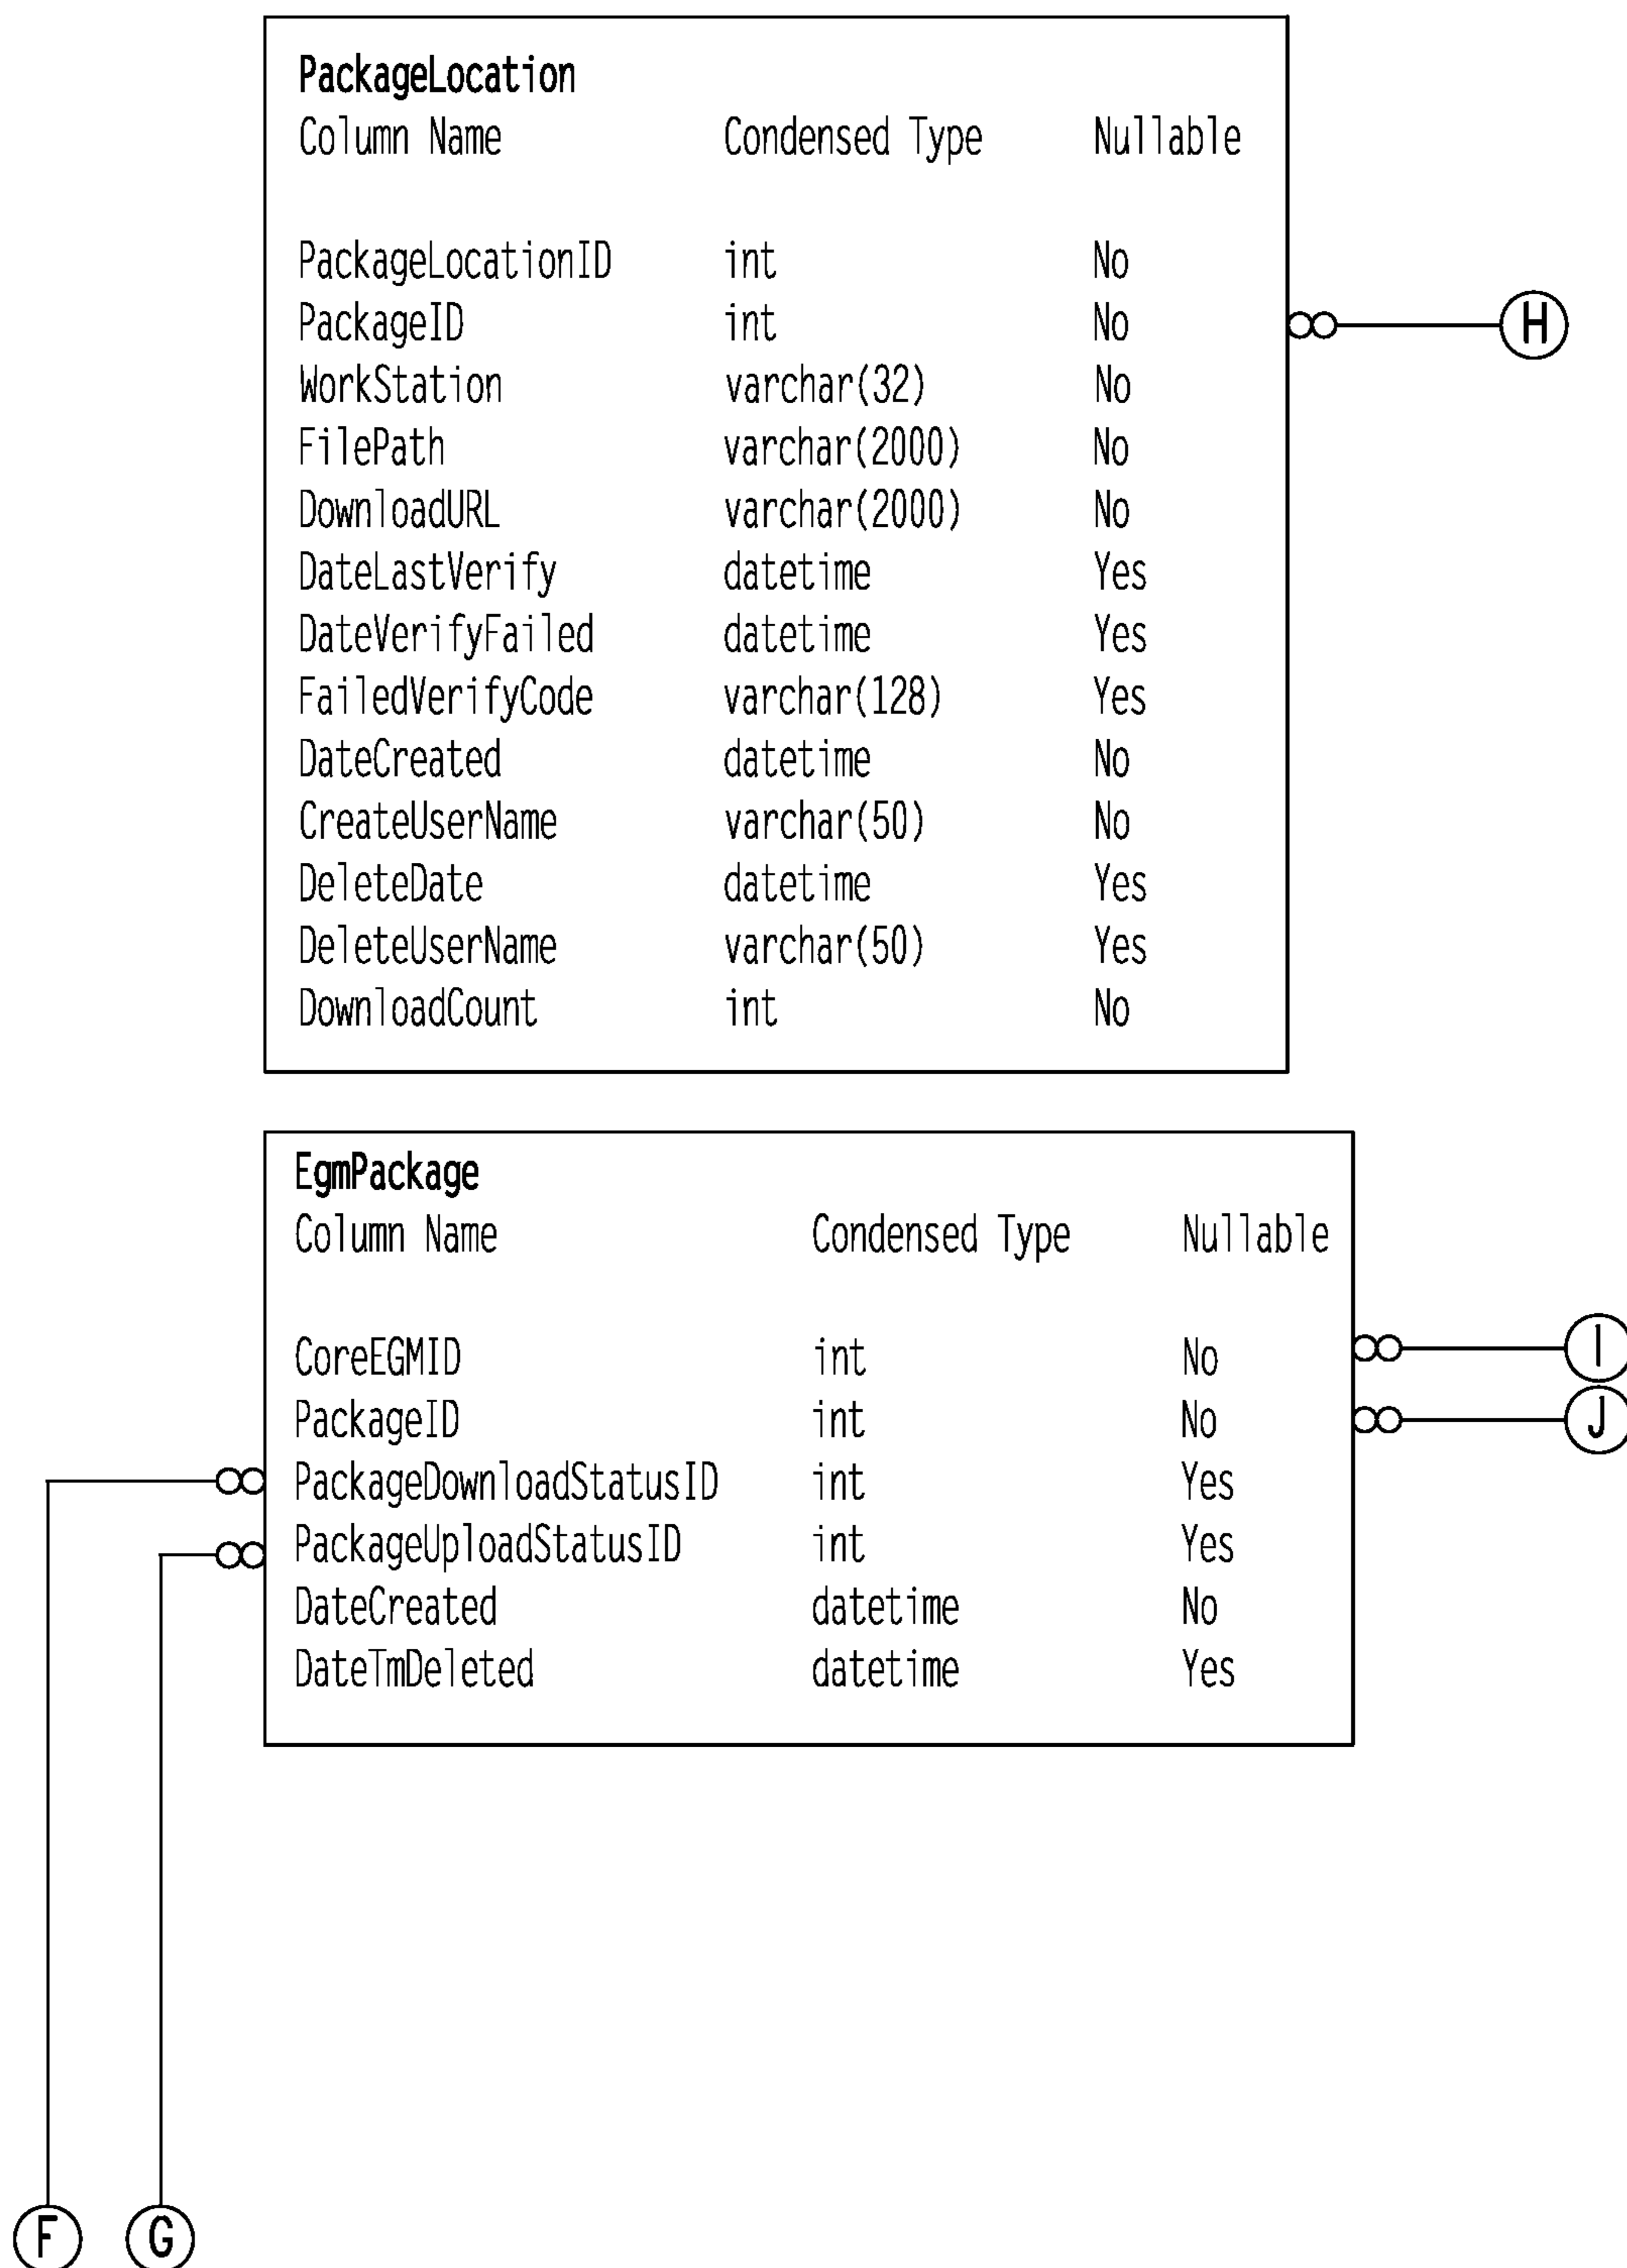 PackageLocation
Column Name Condensed Type Nullable
PackageLocationID int No
PackageID int No
H
WorkStation varchar(32) No
FilePath varchar(2000) No
DownloadURL varchar(2000) No
DateLastVerify datetime Yes
DateVerifyFailed datetime Yes
FailedVerifyCode varchar(128) Yes
DateCreated datetime No
CreateUserName varchar(50) No
DeleteDate datetime Yes
DeleteUserName varchar(50) Yes
DownloadCount int No
EgmPackage
Column Name Condensed Type Nullable
CoreEGMID int No
I
PackageID int No
J
PackageDownloadStatusID int Yes
PackageUploadStatusID int Yes
DateCreated datetime No
DateTmDeleted datetime Yes
F G